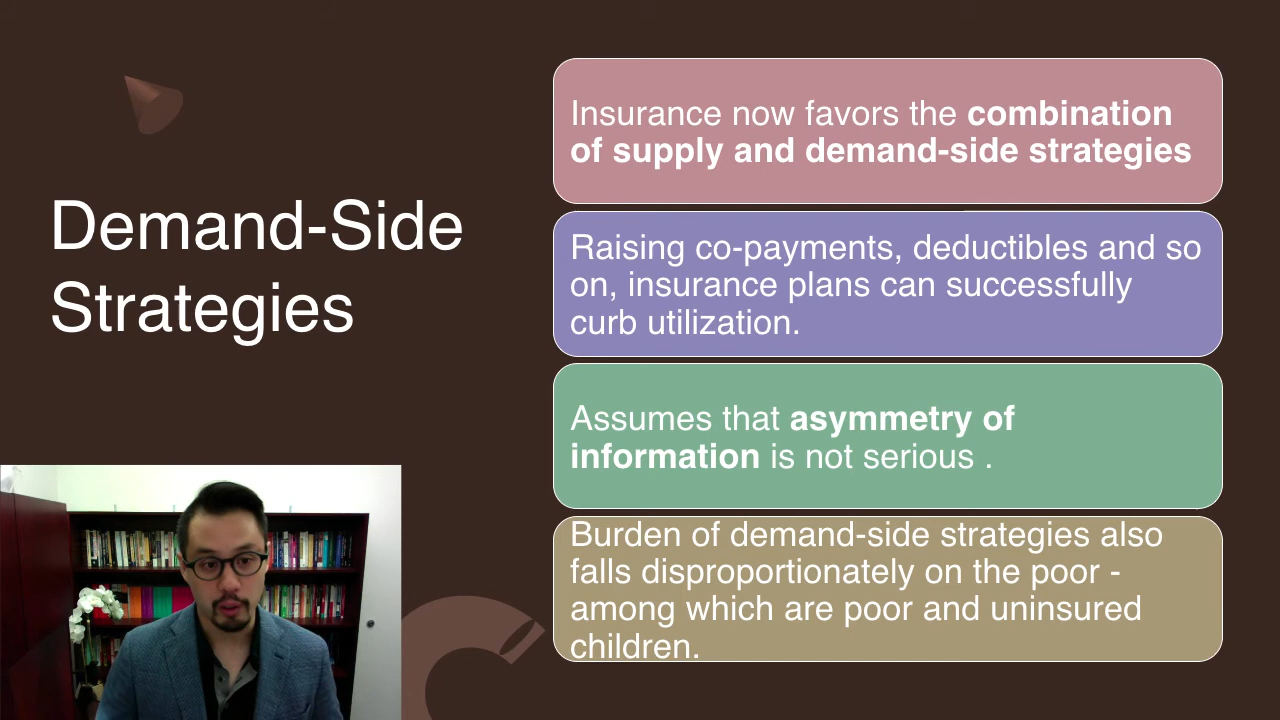 Demand-Side
Strategies
Insurance now favors the combination
of supply and demand-side strategies
Raising co-payments, deductibles and so
on, insurance plans can successfully
curb utilization.
Assumes that asymmetry of
information is not serious .
Burden of demand-side strategies also
falls disproportionately on the poor -
among which are poor and uninsured
children.